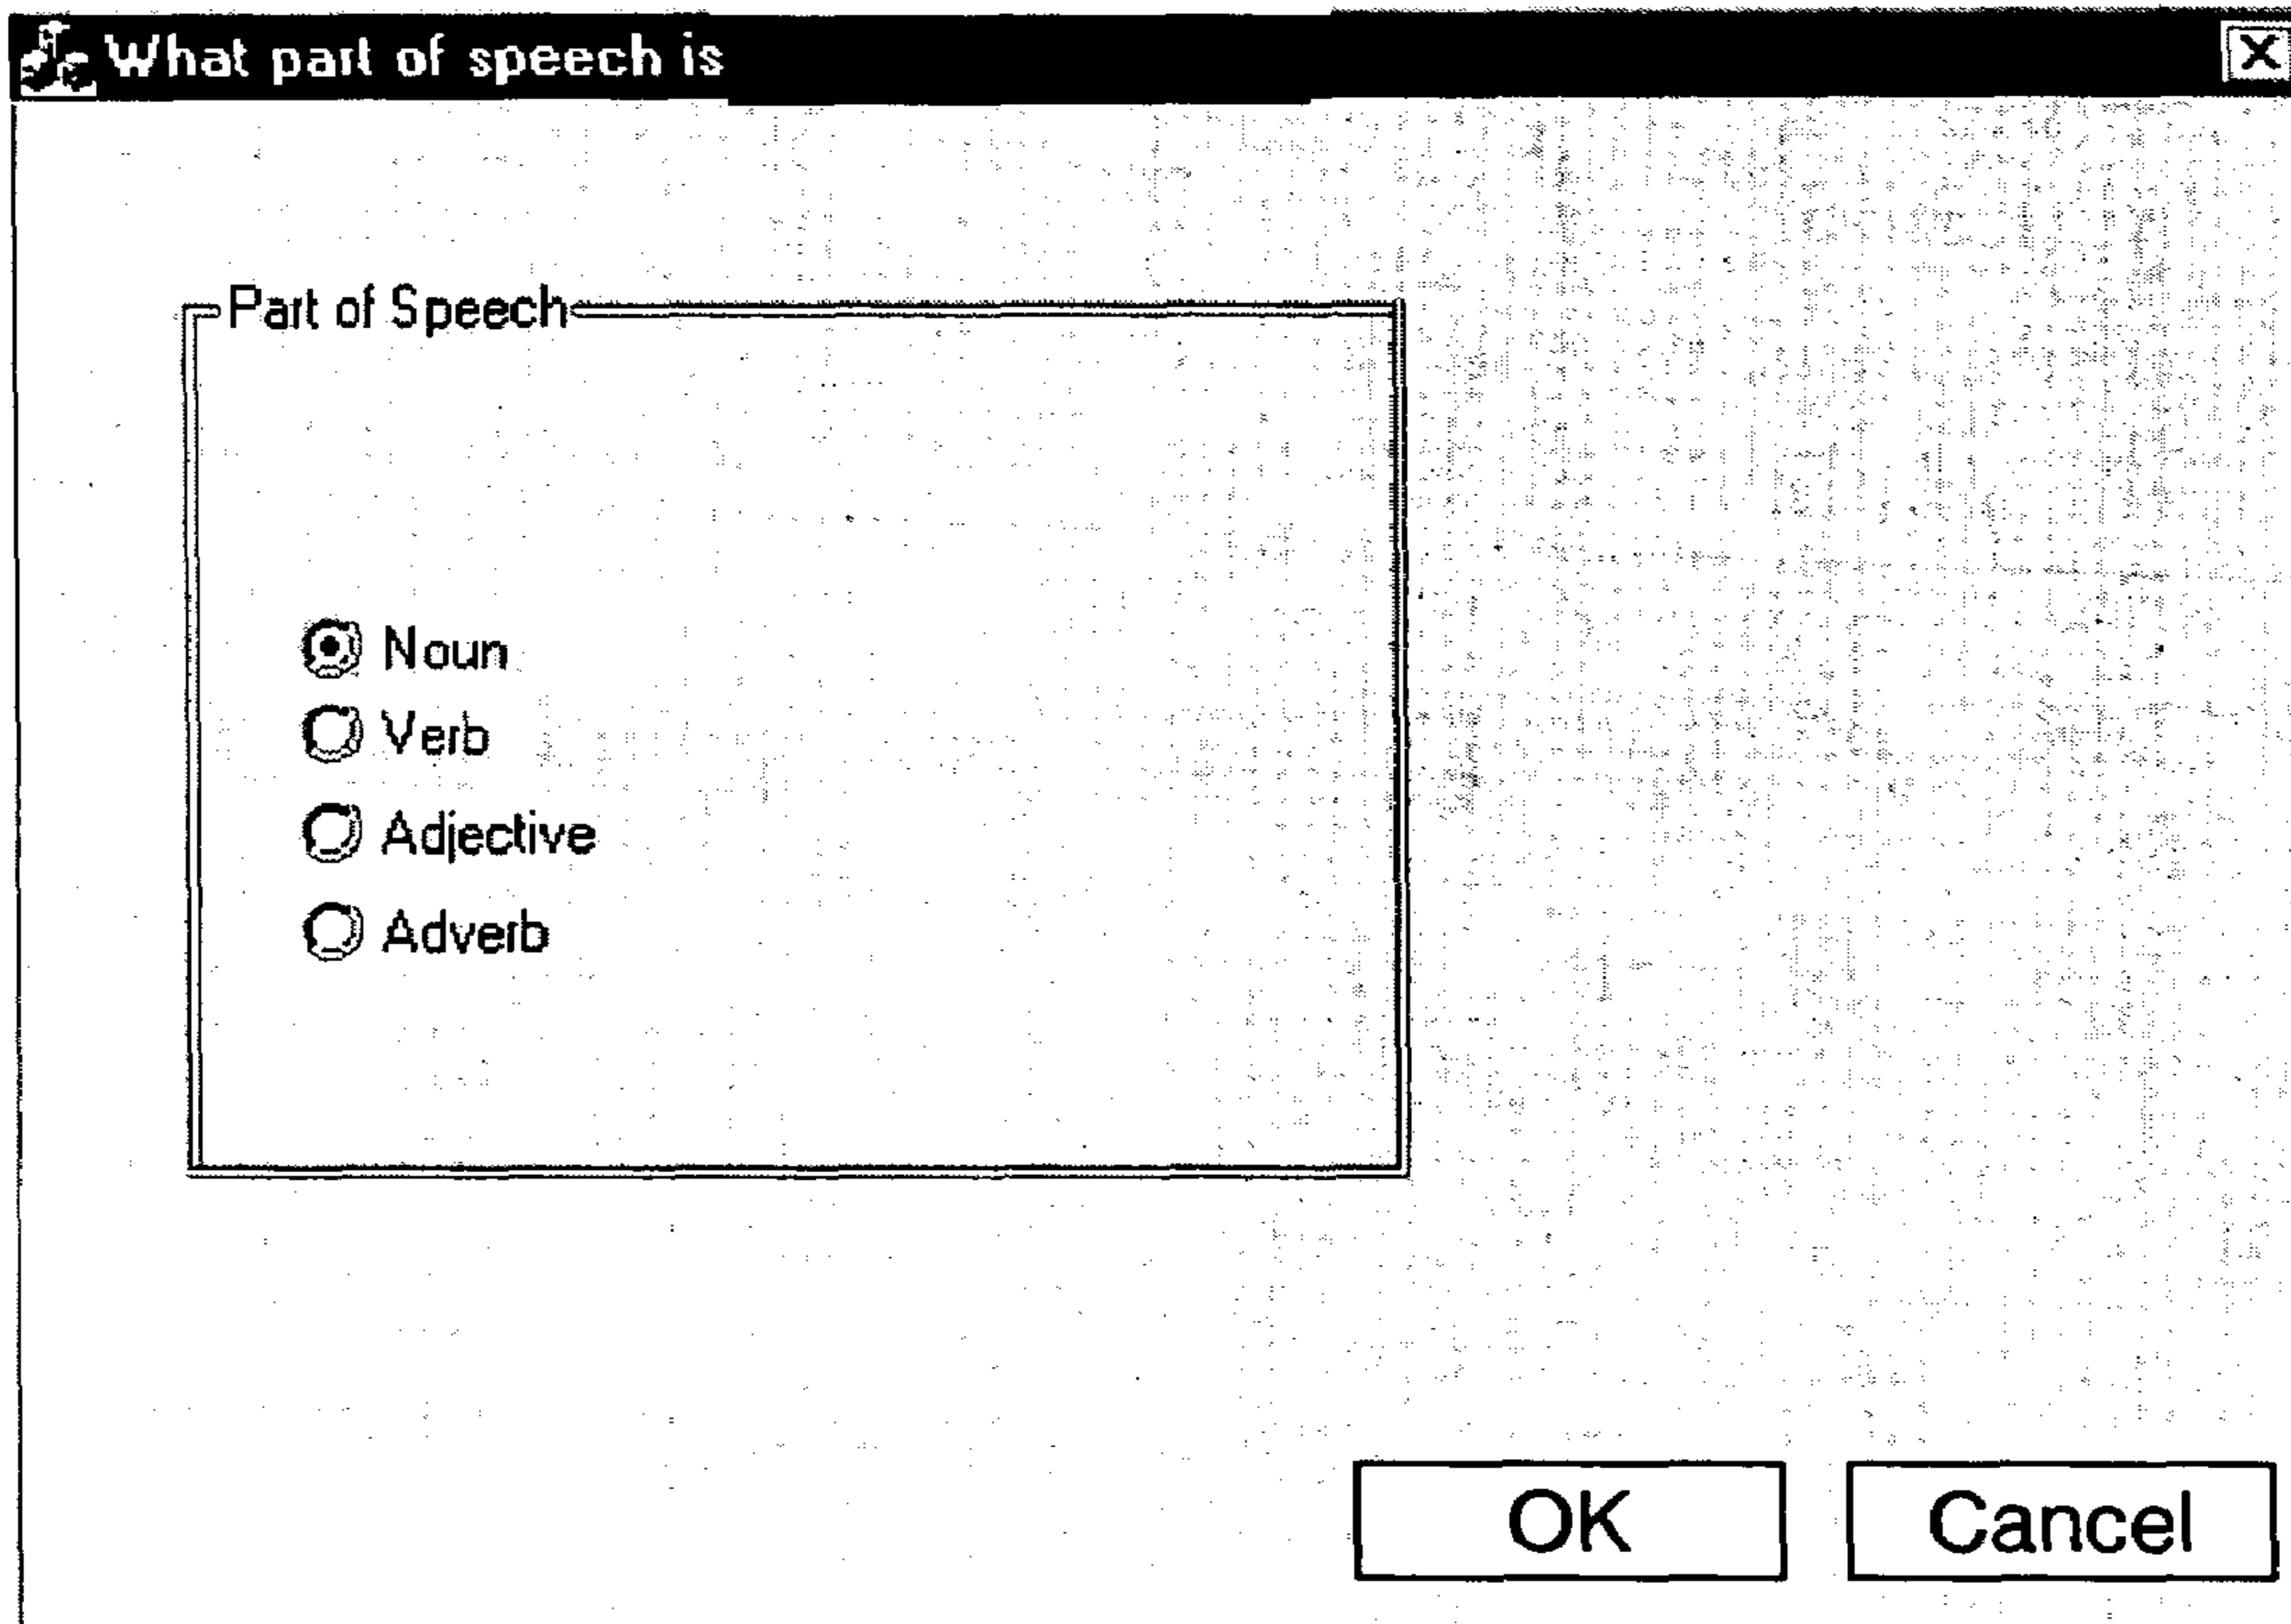 What part of speech is
Part of Speech
Noun
Verb
Adjective
Adverb
OK
Cancel